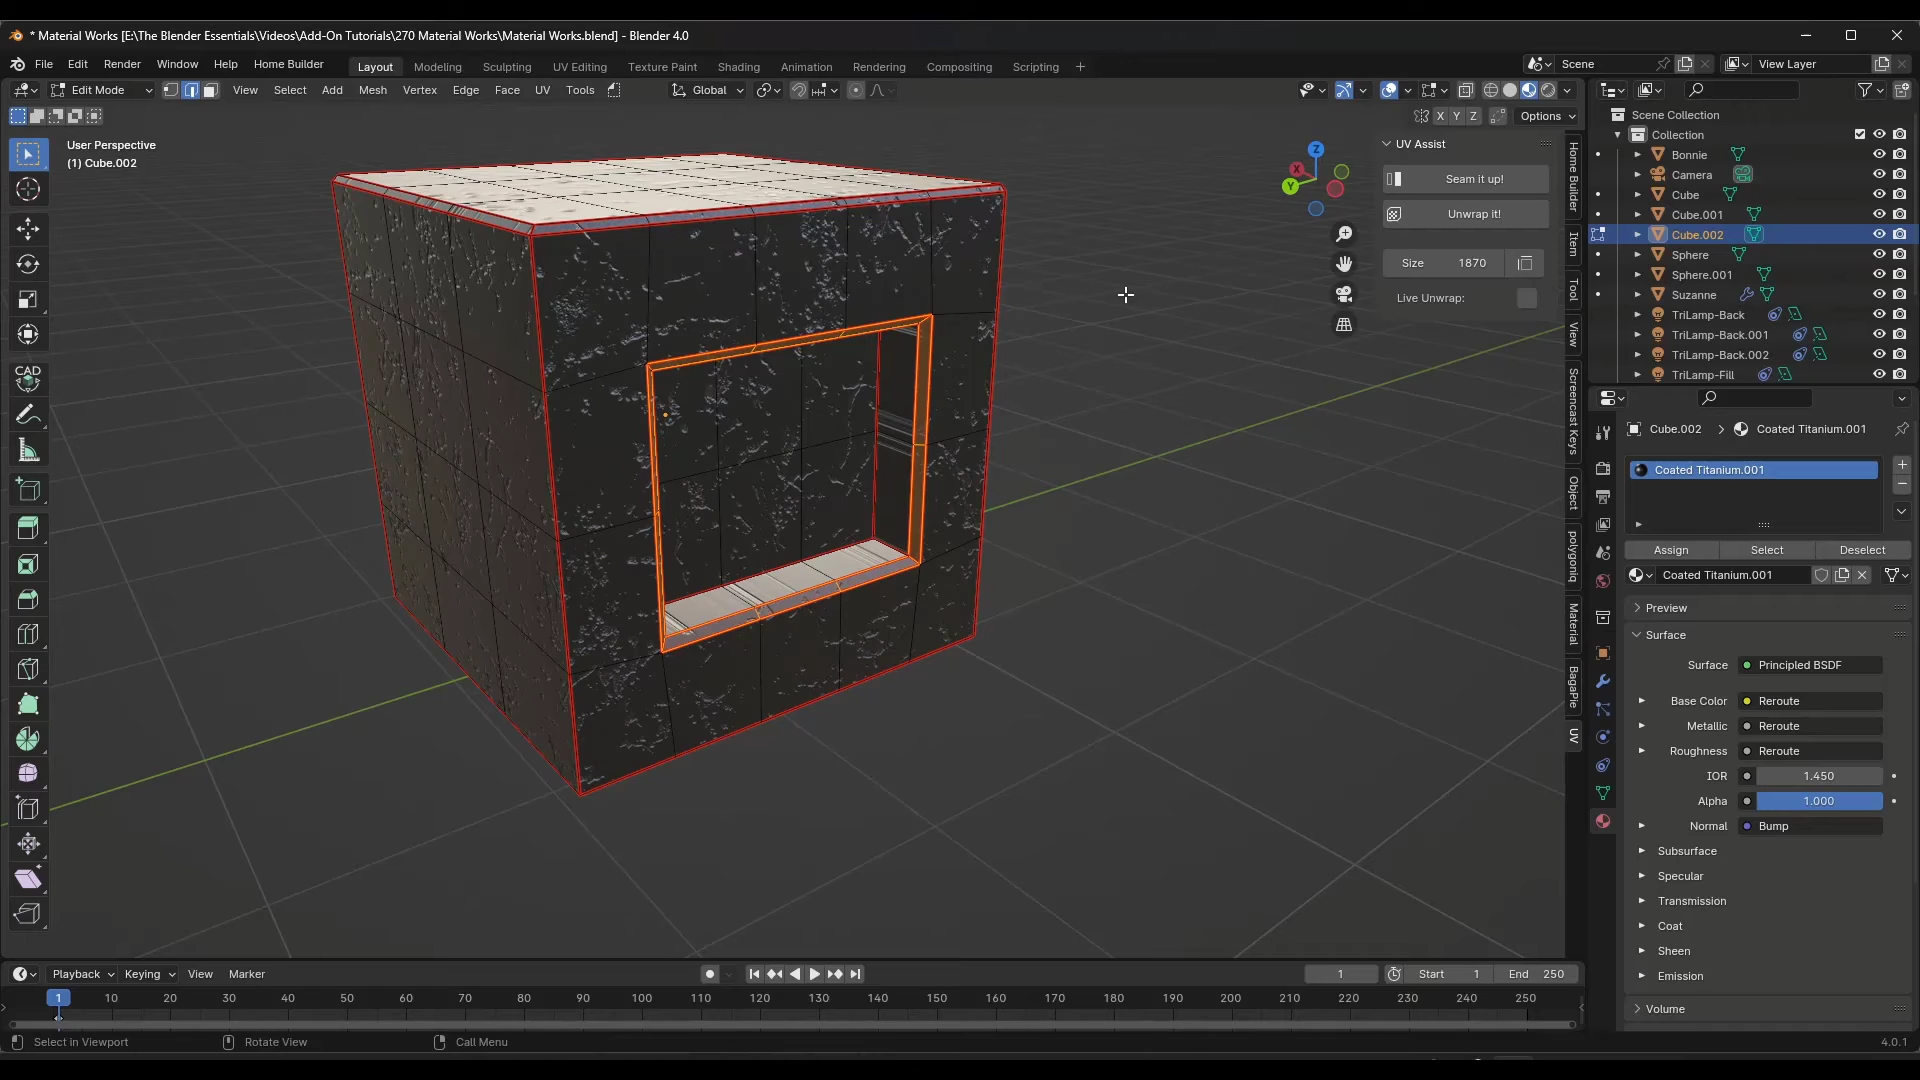 * Material Works [E:\The Blender Essentials\Videos\Add-On Tutorials\270 Material Works\Material Works.blend] - Blender 4.0
File Edit Render Window Help Home Builder Layout Modeling Sculpting UV Editing Texture Paint Shading Animation Rendering Compositing Scripting + Scene View Layer
Edit Mode View Select Add Mesh Vertex Edge Face UV Tools Global
X Y Z Options
User Perspective
(1) Cube.002
Z
X
Y
UV Assist
Seam it up!
Unwrap it!
Size 1870
Live Unwrap:
Home Builder
Item
Tool
View
Screencast Keys
Object
polygoniq
Material
BagaPie
UV
CAD
Scene Collection
Collection
Bonnie
Camera
Cube
Cube.001
Cube.002
Sphere
Sphere.001
Suzanne
TriLamp-Back
TriLamp-Back.001
TriLamp-Back.002
TriLamp-Fill
Cube.002 > Coated Titanium.001
Coated Titanium.001
Assign Select Deselect
Coated Titanium.001
Preview
Surface
Surface Principled BSDF
Base Color Reroute
Metallic Reroute
Roughness Reroute
IOR 1.450
Alpha 1.000
Normal Bump
Subsurface
Specular
Transmission
Coat
Sheen
Emission
Volume
Playback Keying View Marker 1 Start 1 End 250
1 10 20 30 40 50 60 70 80 90 100 110 120 130 140 150 160 170 180 190 200 210 220 230 240 250
Select in Viewport Rotate View Call Menu 4.0.1